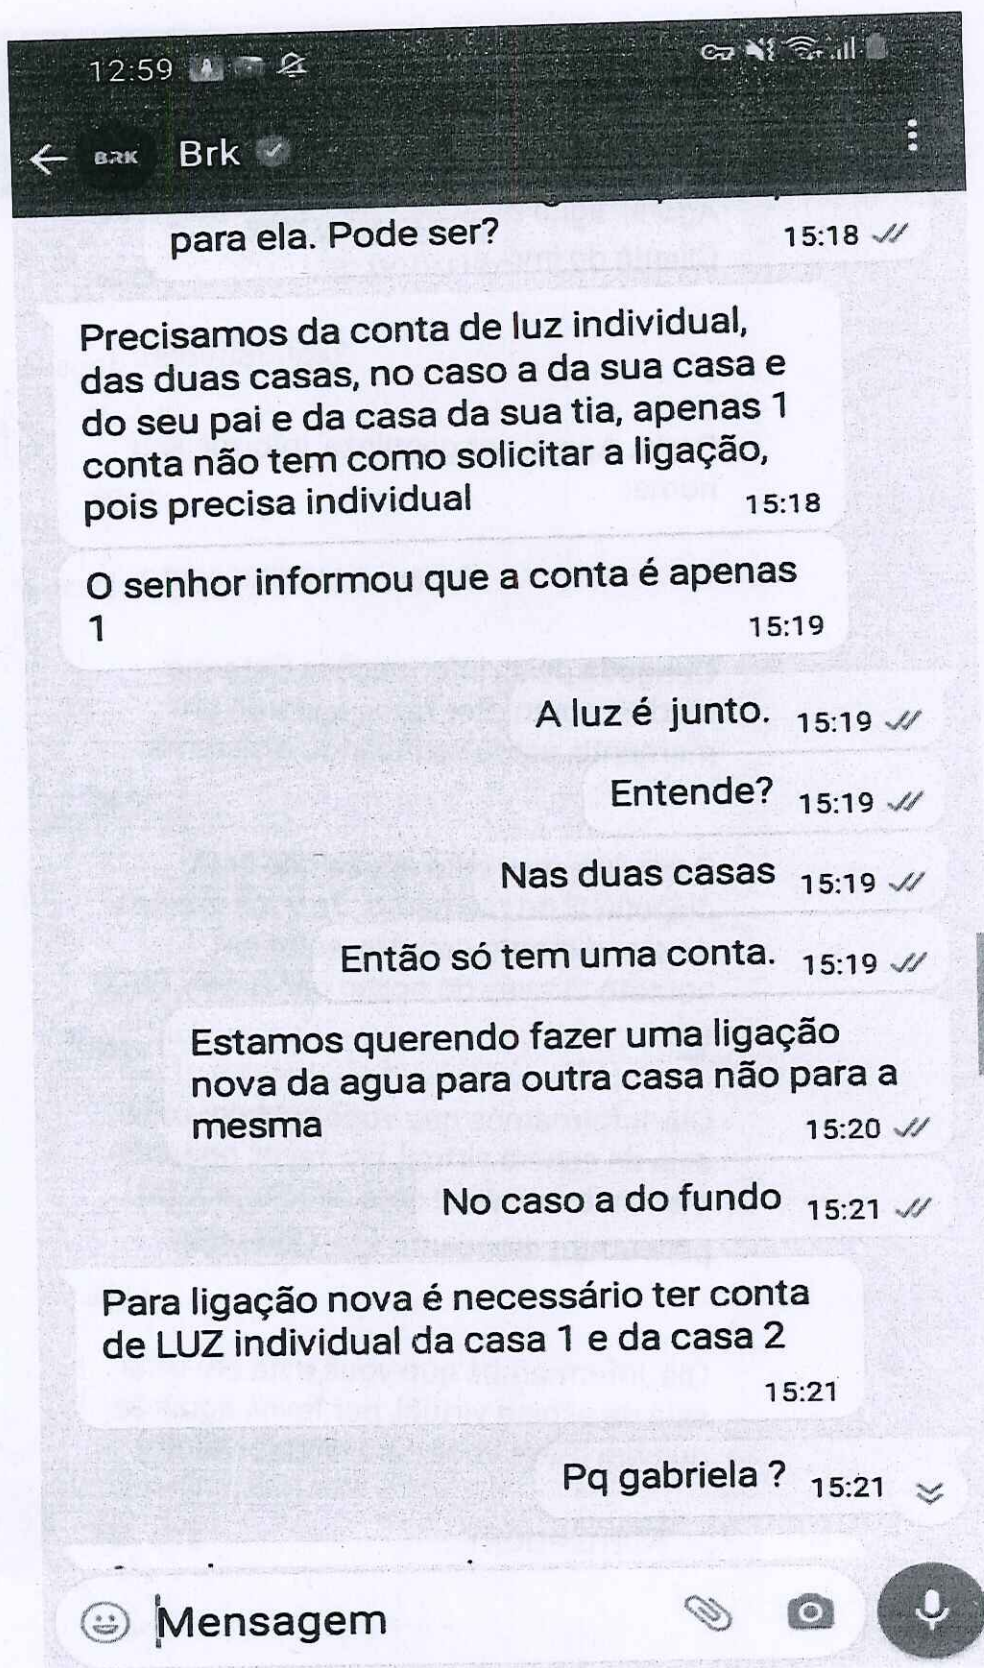 12:59
BRK Brk
para ela. Pode ser? 15:18
Precisamos da conta de luz individual,
das duas casas, no caso a da sua casa e
do seu pai e da casa da sua tia, apenas 1
conta não tem como solicitar a ligação,
pois precisa individual 15:18
O senhor informou que a conta é apenas
1 15:19
A luz é junto. 15:19
Entende? 15:19
Nas duas casas 15:19
Então só tem uma conta. 15:19
Estamos querendo fazer uma ligação
nova da agua para outra casa não para a
mesma 15:20
No caso a do fundo 15:21
Para ligação nova é necessário ter conta
de LUZ individual da casa 1 e da casa 2
15:21
Pq gabriela ? 15:21
Mensagem